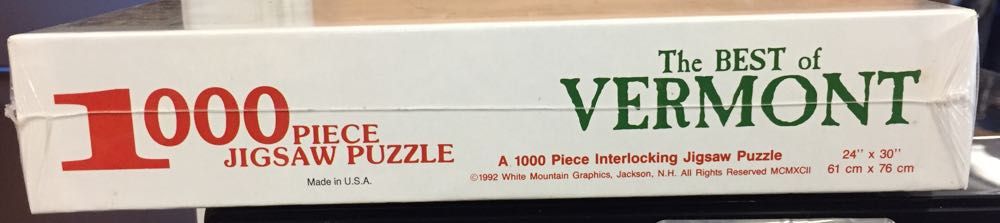 1000 PIECE
JIGSAW PUZZLE
Made in U.S.A.
The BEST of
VERMONT
A 1000 Piece Interlocking Jigsaw Puzzle
©1992 White Mountain Graphics, Jackson, N.H. All Rights Reserved MCMXCII
24'' x 30''
61 cm x 76 cm